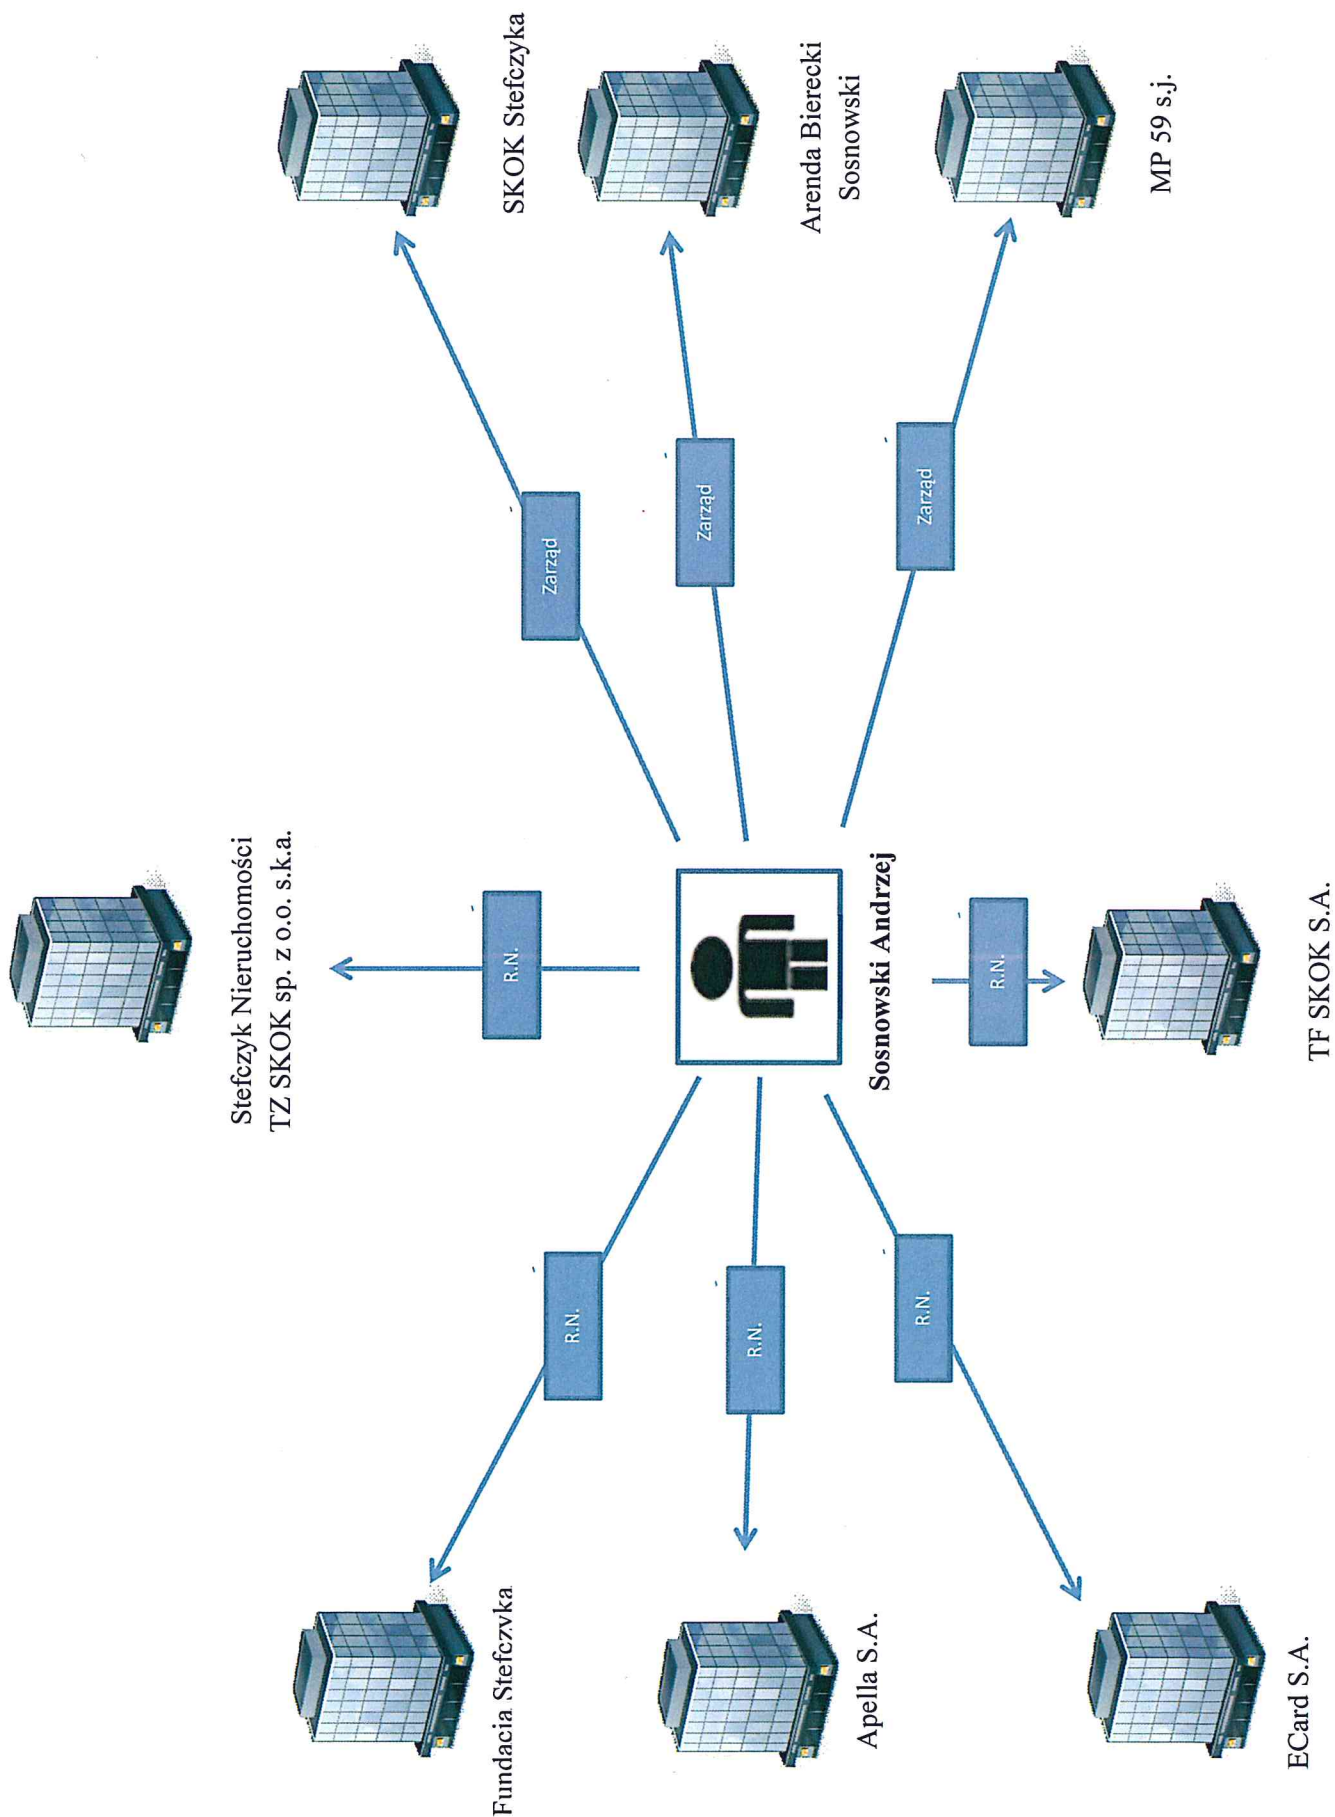 Stefczyk Nieruchomości
TZ SKOK sp. z o.o. s.k.a.
Fundacja Stefczyka
SKOK Stefczyka
R.N.
R.N.
Zarząd
R.N.
Zarząd
Apella S.A.
Sosnowski Andrzej
Arenda Bierecki
Sosnowski
R.N.
Zarząd
R.N.
ECard S.A.
TF SKOK S.A.
MP 59 s.j.